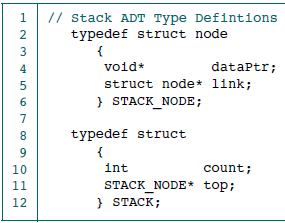 1 // Stack ADT Type Defintions
2 typedef struct node
3 {
4 void* dataPtr;
5 struct node* link;
6 } STACK_NODE;
7
8 typedef struct
9 {
10 int count;
11 STACK_NODE* top;
12 } STACK;